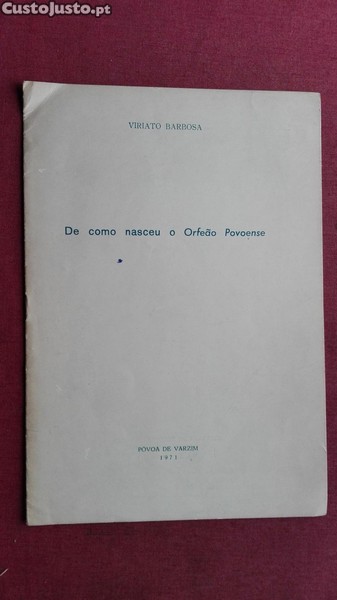 CustoJusto.pt
VIRIATO BARBOSA
De como nasceu o Orfeão Povoense
PÓVOA DE VARZIM
1971